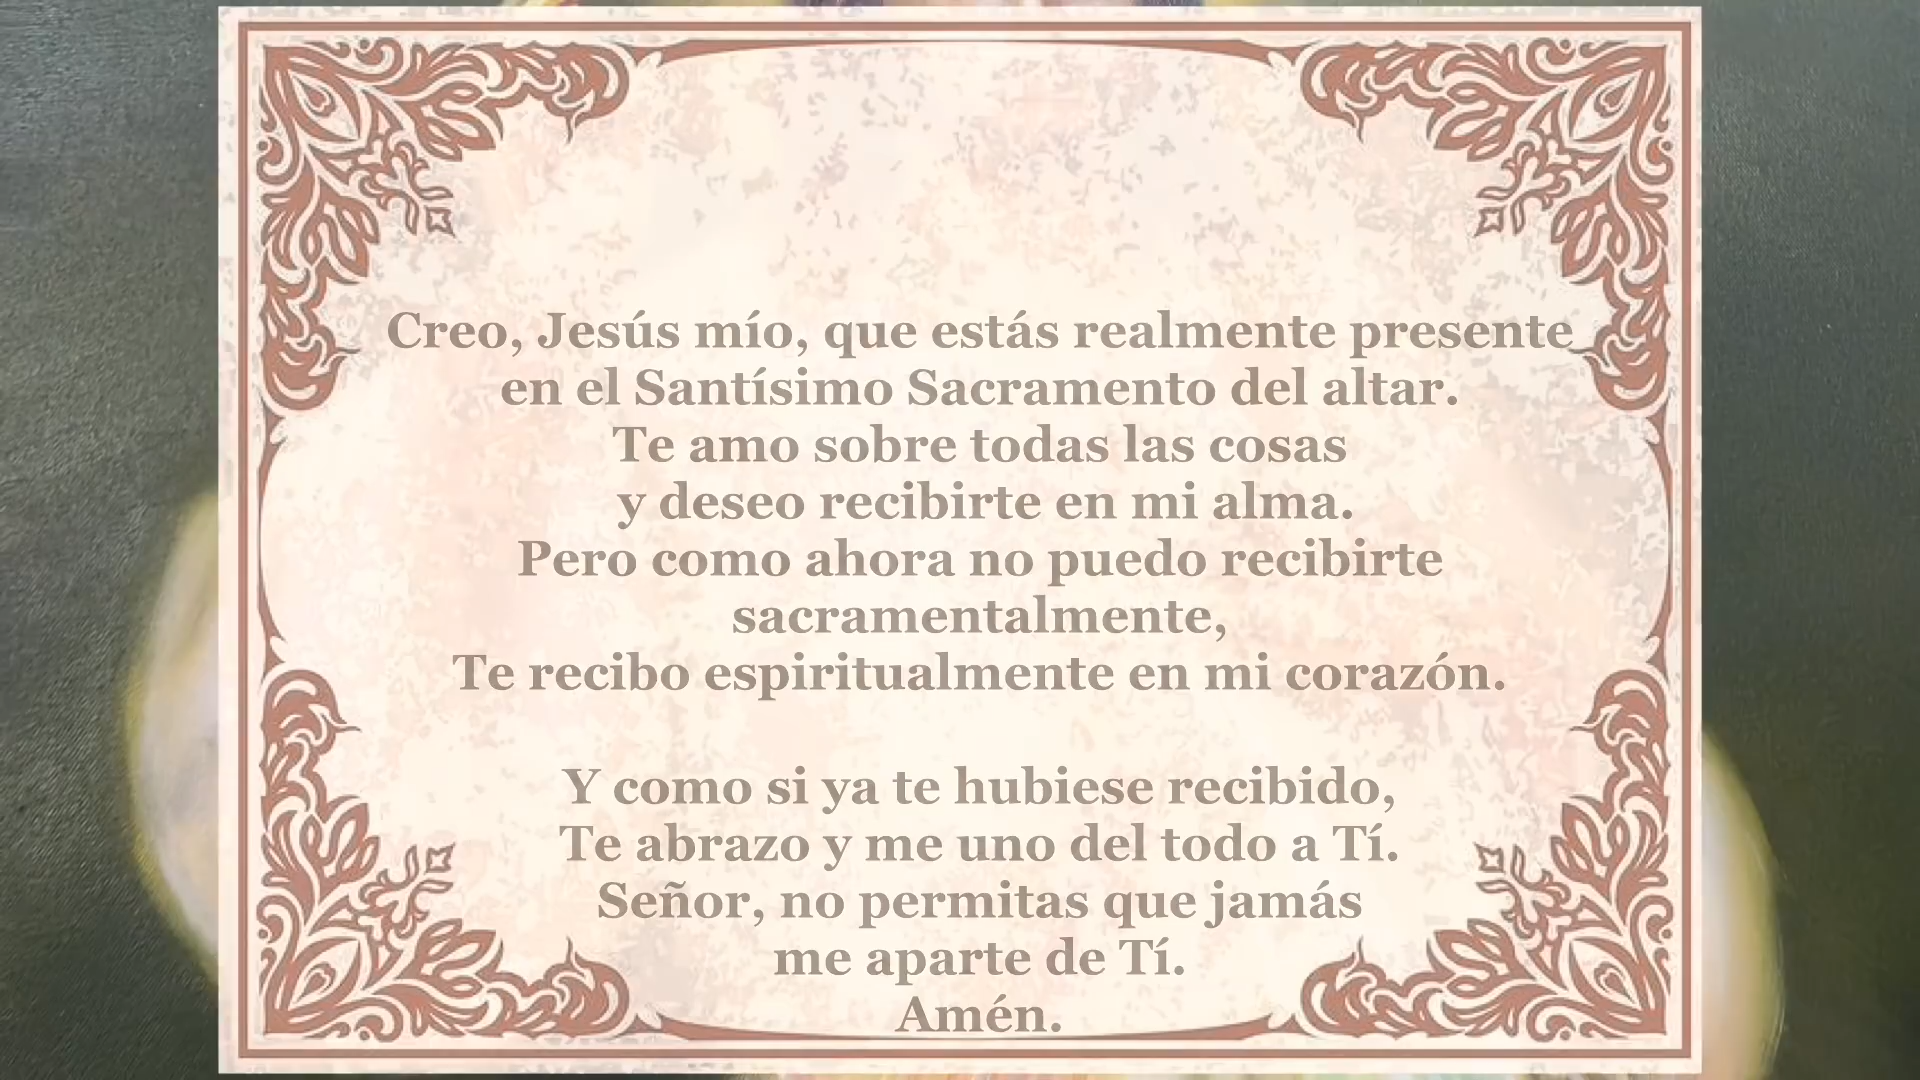 Creo, Jesús mío, que estás realmente presente
en el Santísimo Sacramento del altar.
Te amo sobre todas las cosas
y deseo recibirte en mi alma.
Pero como ahora no puedo recibirte
sacramentalmente,
Te recibo espiritualmente en mi corazón.
Y como si ya te hubiese recibido,
Te abrazo y me uno del todo a Tí.
Señor, no permitas que jamás
me aparte de Tí.
Amén.